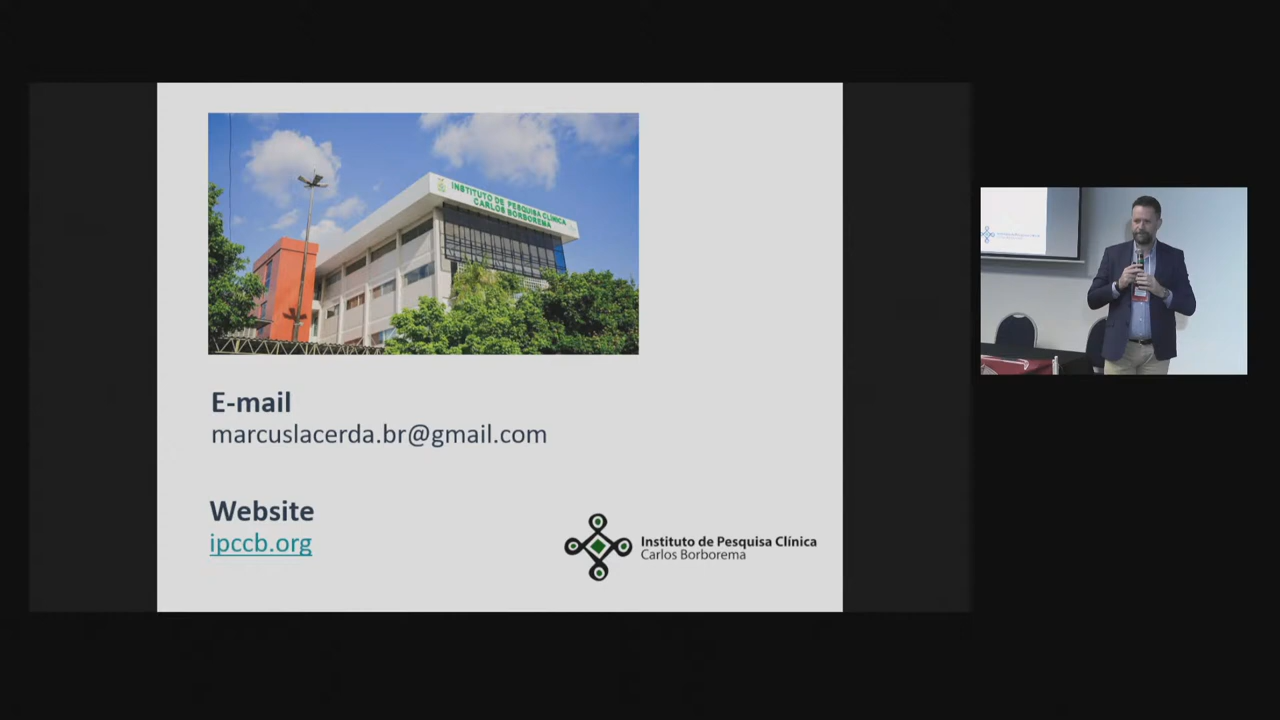 INSTITUTO DE PESQUISA CLÍNICA
CARLOS BORBOREMA
E-mail
marcuslacerda.br@gmail.com
Website
ipccb.org
Instituto de Pesquisa Clínica
Carlos Borborema